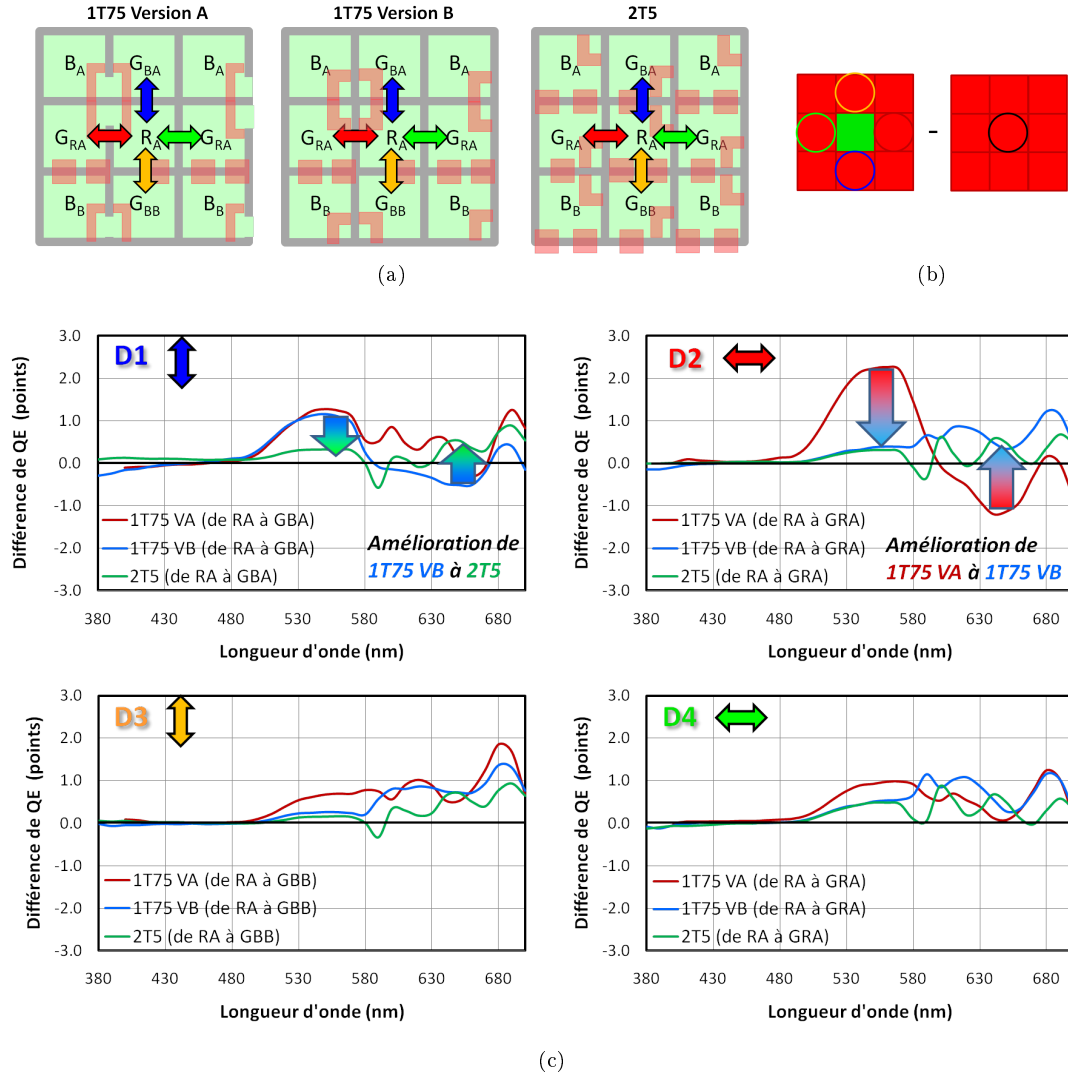 1T75 Version A
1T75 Version B
2T5
B_A G_BA B_A
G_RA R_A G_RA
B_B G_BB B_B
B_A G_BA B_A
G_RA R_A G_RA
B_B G_BB B_B
B_A G_BA B_A
G_RA R_A G_RA
B_B G_BB B_B
-
(a)
(b)
D1
Différence de QE (points)
3.0
2.0
1.0
0.0
-1.0
-2.0
-3.0
1T75 VA (de RA à GBA)
1T75 VB (de RA à GBA)
2T5 (de RA à GBA)
Amélioration de
1T75 VB à 2T5
380 430 480 530 580 630 680
Longueur d'onde (nm)
D2
Différence de QE (points)
3.0
2.0
1.0
0.0
-1.0
-2.0
-3.0
1T75 VA (de RA à GRA)
1T75 VB (de RA à GRA)
2T5 (de RA à GRA)
Amélioration de
1T75 VA à 1T75 VB
380 430 480 530 580 630 680
Longueur d'onde (nm)
D3
Différence de QE (points)
3.0
2.0
1.0
0.0
-1.0
-2.0
-3.0
1T75 VA (de RA à GBB)
1T75 VB (de RA à GBB)
2T5 (de RA à GBB)
380 430 480 530 580 630 680
Longueur d'onde (nm)
D4
Différence de QE (points)
3.0
2.0
1.0
0.0
-1.0
-2.0
-3.0
1T75 VA (de RA à GRA)
1T75 VB (de RA à GRA)
2T5 (de RA à GRA)
380 430 480 530 580 630 680
Longueur d'onde (nm)
(c)